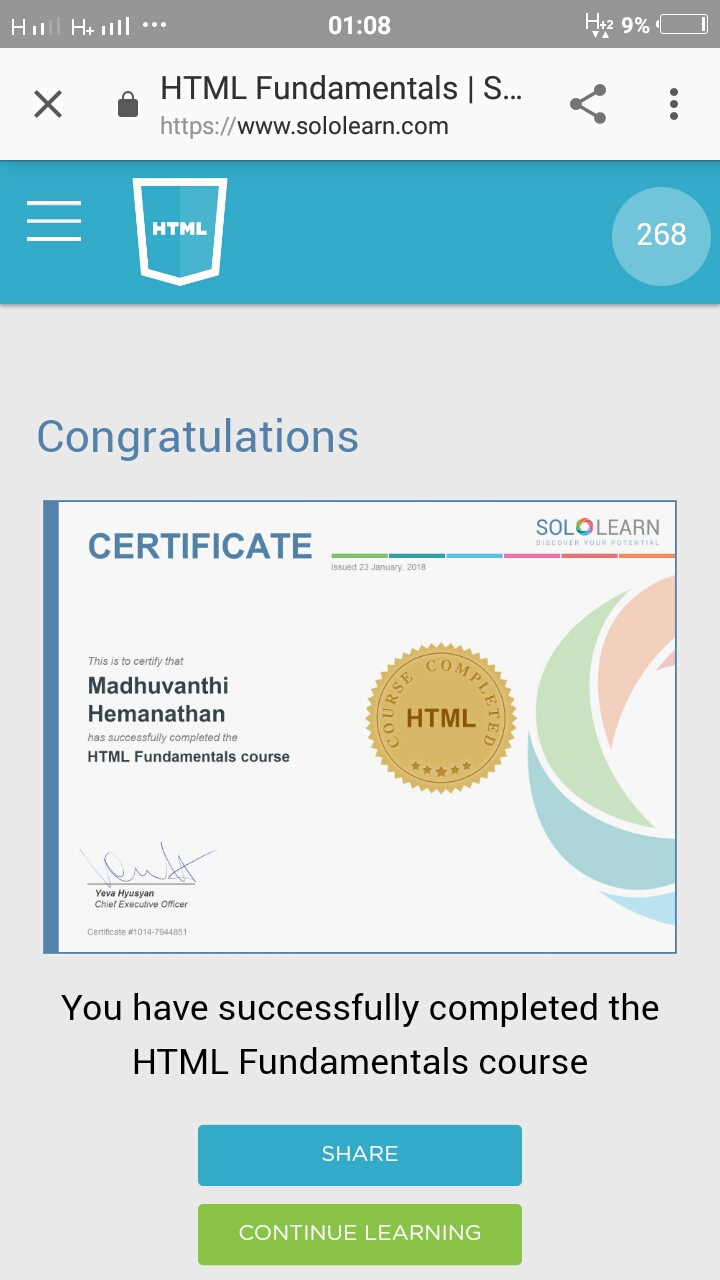 H H+ ••• 01:08 H+2 9%
HTML Fundamentals | S...
https://www.sololearn.com
HTML 268
Congratulations
SOLOLEARN
DISCOVER YOUR POTENTIAL
CERTIFICATE
Issued 23 January, 2018
This is to certify that
Madhuvanthi
Hemanathan
has successfully completed the
HTML Fundamentals course
COURSE COMPLETED
HTML
Yeva Hyusyan
Chief Executive Officer
Certificate #1014-7944851
You have successfully completed the
HTML Fundamentals course
SHARE
CONTINUE LEARNING